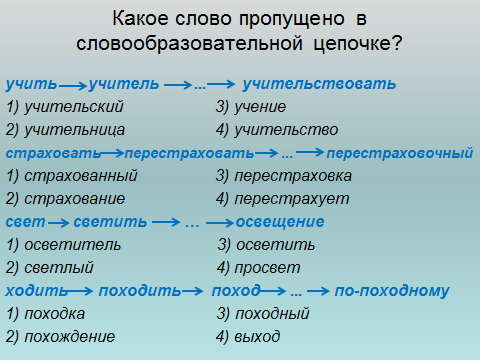 Какое слово пропущено в
словообразовательной цепочке?
учить → учитель → ... → учительствовать
1) учительский 3) учение
2) учительница 4) учительство
страховать → перестраховать → ... → перестраховочный
1) страхованный 3) перестраховка
2) страхование 4) перестрахует
свет → светить → ... → освещение
1) осветитель 3) осветить
2) светлый 4) просвет
ходить → походить → поход → ... → по-походному
1) походка 3) походный
2) похождение 4) выход